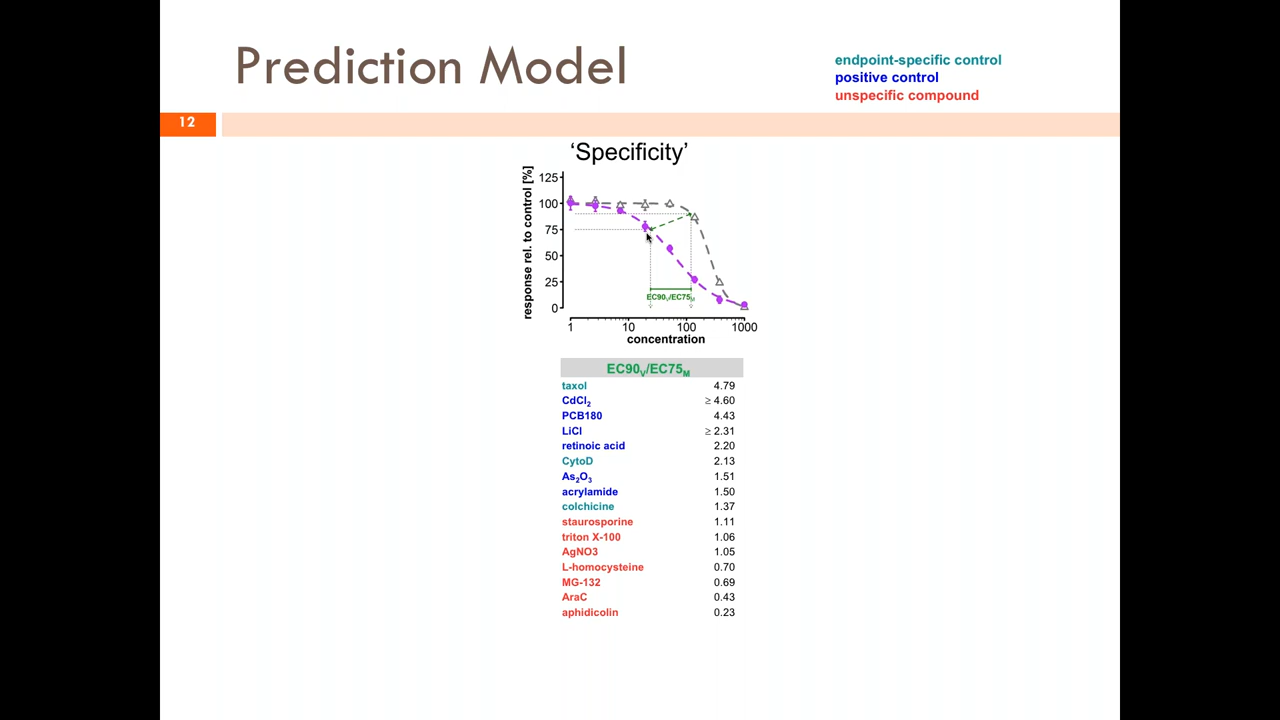 Prediction Model
endpoint-specific control
positive control
unspecific compound
12
'Specificity'
response rel. to control [%]
125
100
75
50
25
0
EC90V/EC75M
1 10 100 1000
concentration
EC90V/EC75M
taxol 4.79
CdCl2 ≥ 4.60
PCB180 4.43
LiCl ≥ 2.31
retinoic acid 2.20
CytoD 2.13
As2O3 1.51
acrylamide 1.50
colchicine 1.37
staurosporine 1.11
triton X-100 1.06
AgNO3 1.05
L-homocysteine 0.70
MG-132 0.69
AraC 0.43
aphidicolin 0.23